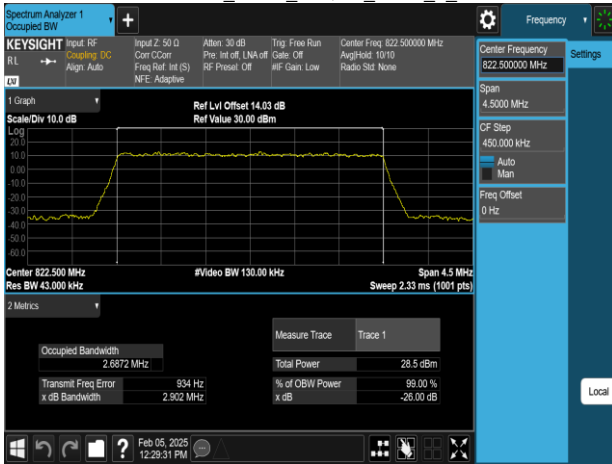 Spectrum Analyzer 1
Occupied BW
Frequency
KEYSIGHT
RL
LXI
Input: RF
Coupling: DC
Align: Auto
Input Z: 50 Ω
Corr CCorr
Freq Ref: Int (S)
NFE: Adaptive
Atten: 30 dB
Pre: Int off, LNA off
RF Presel: Off
Trig: Free Run
Gate: Off
#IF Gain: Low
Center Freq: 822.500000 MHz
Avg|Hold: 10/10
Radio Std: None
Center Frequency
822.500000 MHz
Settings
Span
4.5000 MHz
CF Step
450.000 kHz
Auto
Man
Freq Offset
0 Hz
Local
1 Graph
Scale/Div 10.0 dB
Ref Lvl Offset 14.03 dB
Ref Value 30.00 dBm
Log
20.0
10.0
0.00
-10.0
-20.0
-30.0
-40.0
-50.0
-60.0
Center 822.500 MHz
#Video BW 130.00 kHz
Span 4.5 MHz
Res BW 43.000 kHz
Sweep 2.33 ms (1001 pts)
2 Metrics
Measure Trace
Trace 1
Occupied Bandwidth
2.6872 MHz
Total Power
28.5 dBm
Transmit Freq Error
934 Hz
% of OBW Power
99.00 %
x dB Bandwidth
2.902 MHz
x dB
-26.00 dB
?
Feb 05, 2025
12:29:31 PM